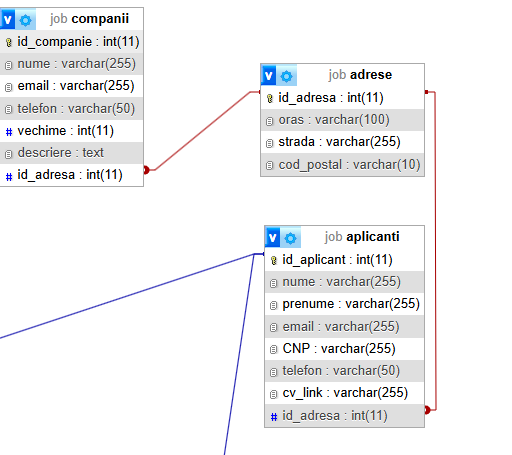 v job companii
id_companie : int(11)
nume : varchar(255)
email : varchar(255)
telefon : varchar(50)
# vechime : int(11)
descriere : text
# id_adresa : int(11)
v job adrese
id_adresa : int(11)
oras : varchar(100)
strada : varchar(255)
cod_postal : varchar(10)
v job aplicanti
id_aplicant : int(11)
nume : varchar(255)
prenume : varchar(255)
email : varchar(255)
CNP : varchar(255)
telefon : varchar(50)
cv_link : varchar(255)
# id_adresa : int(11)